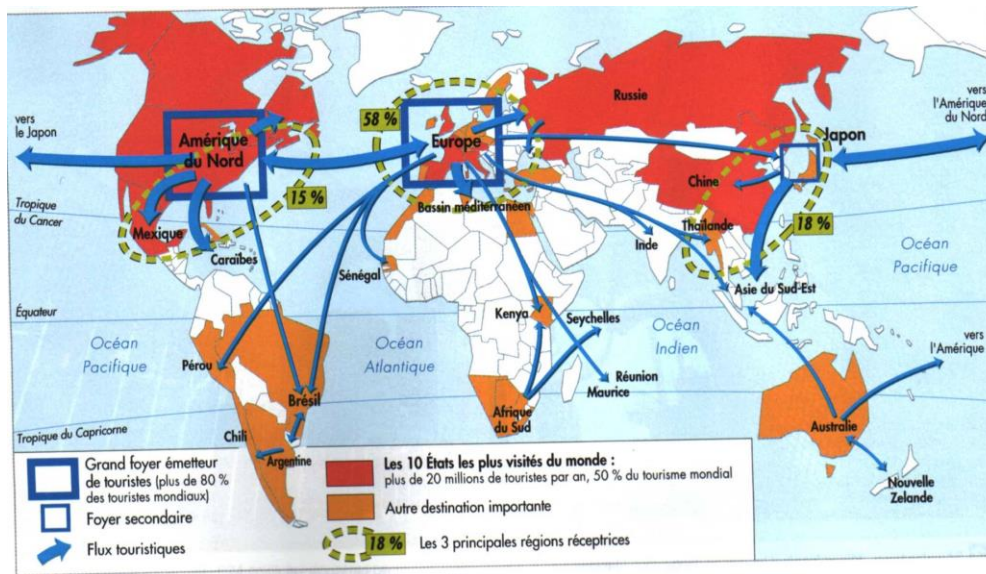 vers
le Japon
Amérique
du Nord
58 %
Europe
Russie
vers
l'Amérique
du Nord
Japon
15 %
Chine
Tropique
du Cancer
Mexique
Bassin méditerranéen
Thaïlande
18 %
Caraïbes
Inde
Océan
Pacifique
Sénégal
Asie du Sud-Est
Équateur
Kenya
Seychelles
Océan
Pacifique
Océan
Atlantique
Océan
Indien
vers
l'Amérique
Pérou
Réunion
Maurice
Brésil
Afrique
du Sud
Australie
Tropique du Capricorne
Chili
Argentine
Nouvelle
Zelande
Grand foyer émetteur
de touristes (plus de 80 %
des touristes mondiaux)
Foyer secondaire
Flux touristiques
Les 10 États les plus visités du monde :
plus de 20 millions de touristes par an, 50 % du tourisme mondial
Autre destination importante
18 %
Les 3 principales régions réceptrices